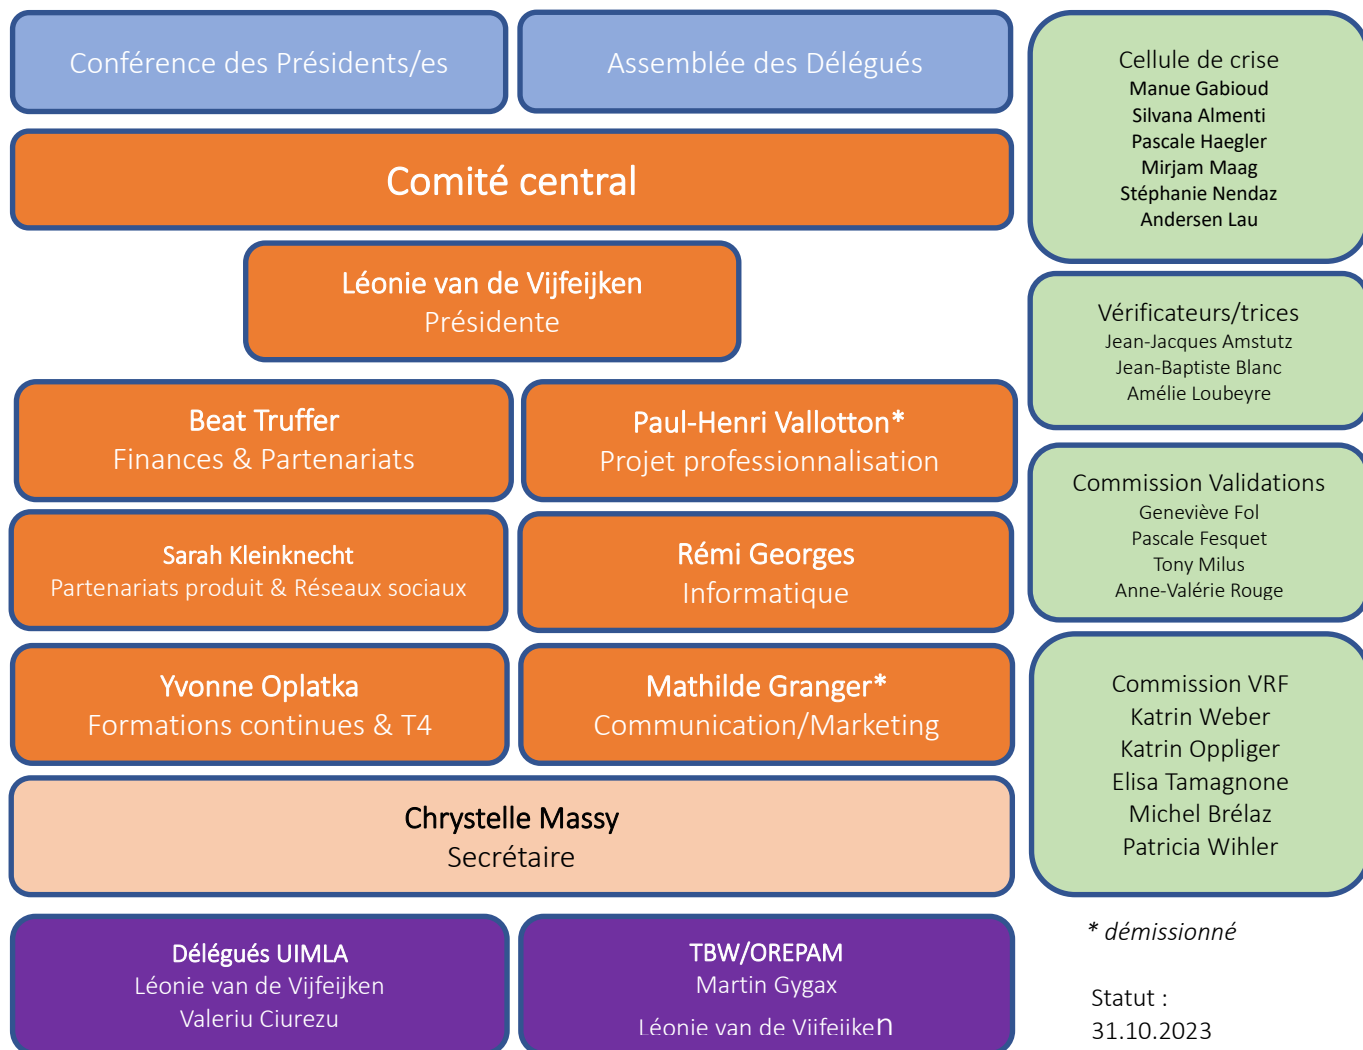 Conférence des Présidents/es
Assemblée des Délégués
Comité central
Léonie van de Vijfeijken
Présidente
Beat Truffer
Finances & Partenariats
Paul-Henri Vallotton*
Projet professionnalisation
Sarah Kleinknecht
Partenariats produit & Réseaux sociaux
Rémi Georges
Informatique
Yvonne Oplatka
Formations continues & T4
Mathilde Granger*
Communication/Marketing
Chrystelle Massy
Secrétaire
Délégués UIMLA
Léonie van de Vijfeijken
Valeriu Ciurezu
TBW/OREPAM
Martin Gygax
Léonie van de Vijfeijken
Cellule de crise
Manue Gabioud
Silvana Almenti
Pascale Haegler
Mirjam Maag
Stéphanie Nendaz
Andersen Lau
Vérificateurs/trices
Jean-Jacques Amstutz
Jean-Baptiste Blanc
Amélie Loubeyre
Commission Validations
Geneviève Fol
Pascale Fesquet
Tony Milus
Anne-Valérie Rouge
Commission VRF
Katrin Weber
Katrin Oppliger
Elisa Tamagnone
Michel Brélaz
Patricia Wihler
* démissionné
Statut :
31.10.2023